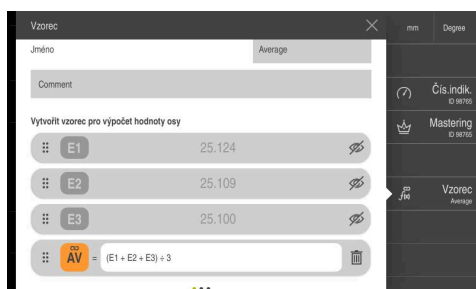 Vzorec
mm
Degree
Jméno
Average
Comment
Čís.indik.
ID 98765
Mastering
ID 98765
Vytvořit vzorec pro výpočet hodnoty osy
E1
25.124
E2
25.109
E3
25.100
AV = (E1 + E2 + E3) ÷ 3
f(x)
Vzorec
Average